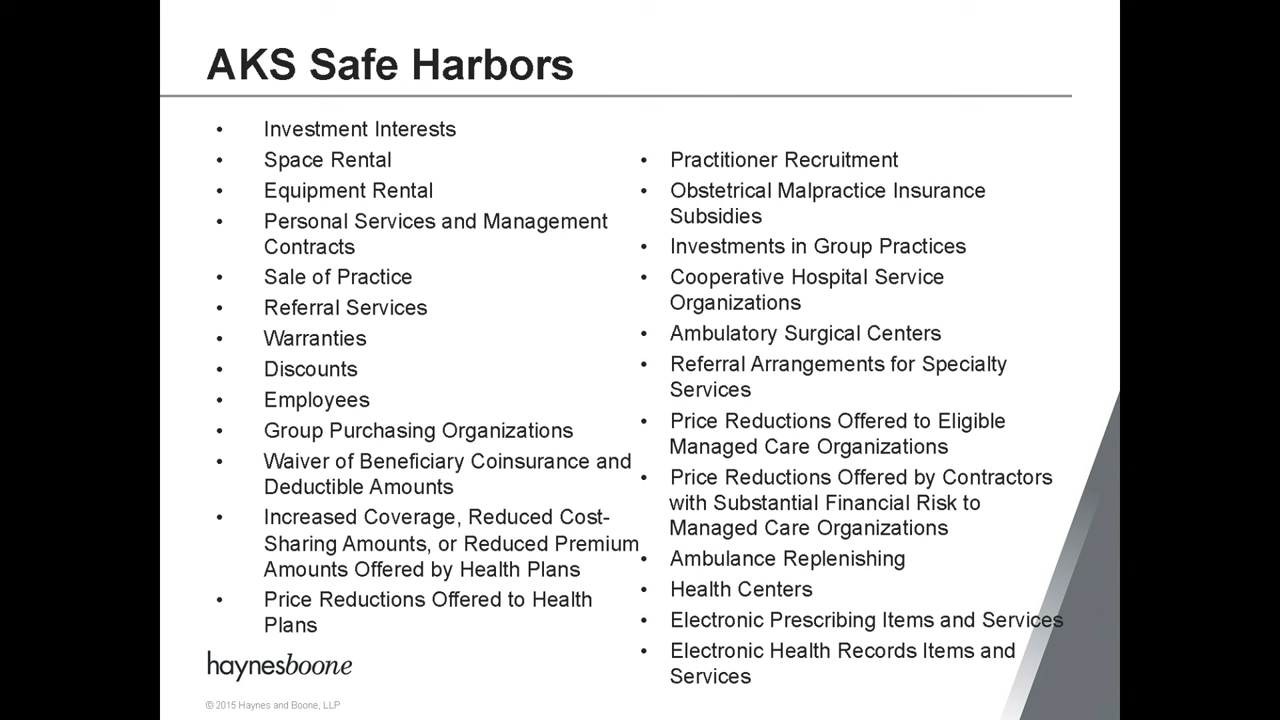 AKS Safe Harbors
• Investment Interests
• Space Rental
• Equipment Rental
• Personal Services and Management
Contracts
• Sale of Practice
• Referral Services
• Warranties
• Discounts
• Employees
• Group Purchasing Organizations
• Waiver of Beneficiary Coinsurance and
Deductible Amounts
• Increased Coverage, Reduced Cost-
Sharing Amounts, or Reduced Premium
Amounts Offered by Health Plans
• Price Reductions Offered to Health
Plans
• Practitioner Recruitment
• Obstetrical Malpractice Insurance
Subsidies
• Investments in Group Practices
• Cooperative Hospital Service
Organizations
• Ambulatory Surgical Centers
• Referral Arrangements for Specialty
Services
• Price Reductions Offered to Eligible
Managed Care Organizations
• Price Reductions Offered by Contractors
with Substantial Financial Risk to
Managed Care Organizations
• Ambulance Replenishing
• Health Centers
• Electronic Prescribing Items and Services
• Electronic Health Records Items and
Services
haynesboone
© 2015 Haynes and Boone, LLP